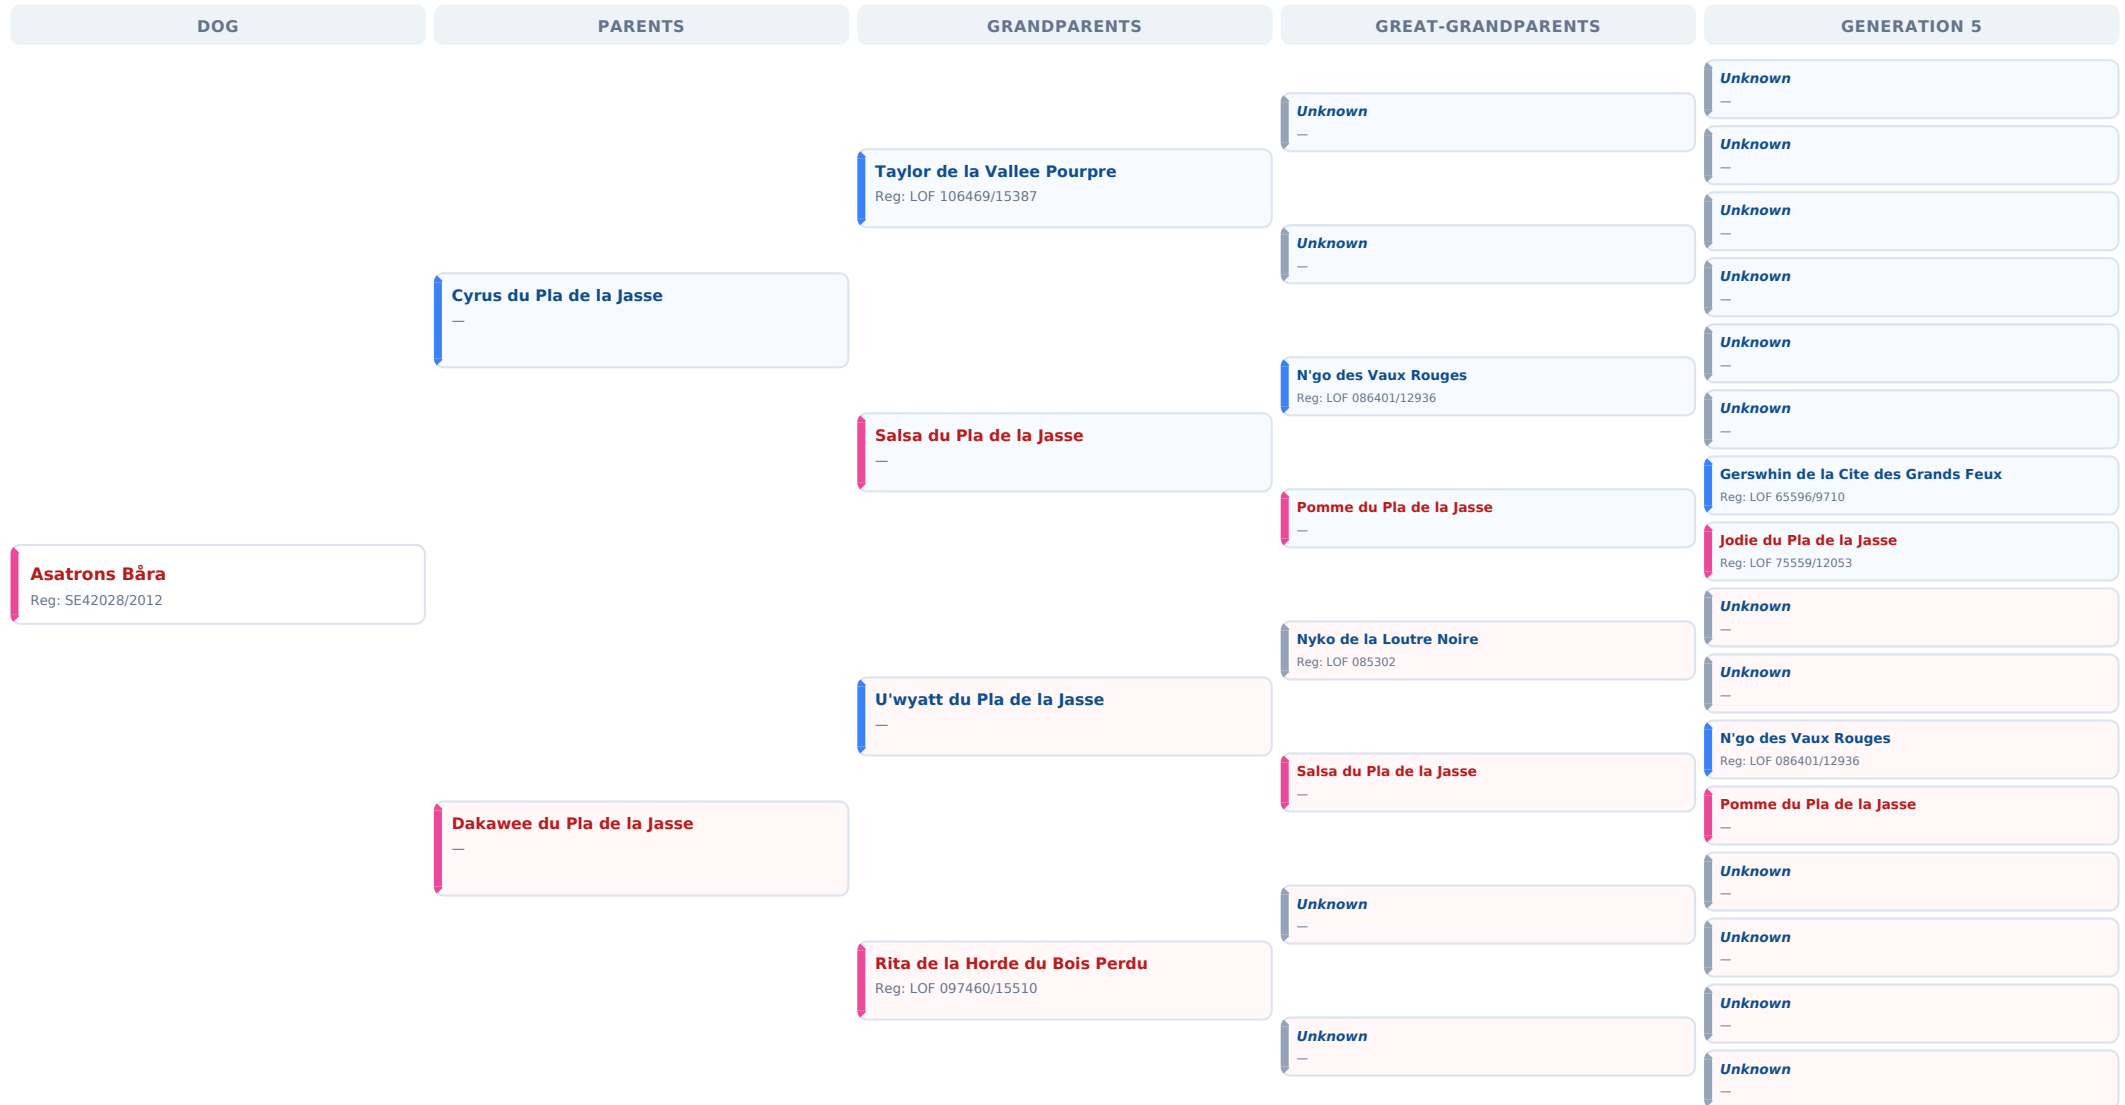 DOG
PARENTS
GRANDPARENTS
GREAT-GRANDPARENTS
GENERATION 5
Asatrons Båra
Reg: SE42028/2012
Cyrus du Pla de la Jasse
—
Dakawee du Pla de la Jasse
—
Taylor de la Vallee Pourpre
Reg: LOF 106469/15387
Salsa du Pla de la Jasse
—
U'wyatt du Pla de la Jasse
—
Rita de la Horde du Bois Perdu
Reg: LOF 097460/15510
Unknown
—
Unknown
—
N'go des Vaux Rouges
Reg: LOF 086401/12936
Pomme du Pla de la Jasse
—
Nyko de la Loutre Noire
Reg: LOF 085302
Salsa du Pla de la Jasse
—
Unknown
—
Unknown
—
Unknown
—
Unknown
—
Unknown
—
Unknown
—
Unknown
—
Unknown
—
Gerswhin de la Cite des Grands Feux
Reg: LOF 65596/9710
Jodie du Pla de la Jasse
Reg: LOF 75559/12053
Unknown
—
Unknown
—
N'go des Vaux Rouges
Reg: LOF 086401/12936
Pomme du Pla de la Jasse
—
Unknown
—
Unknown
—
Unknown
—
Unknown
—